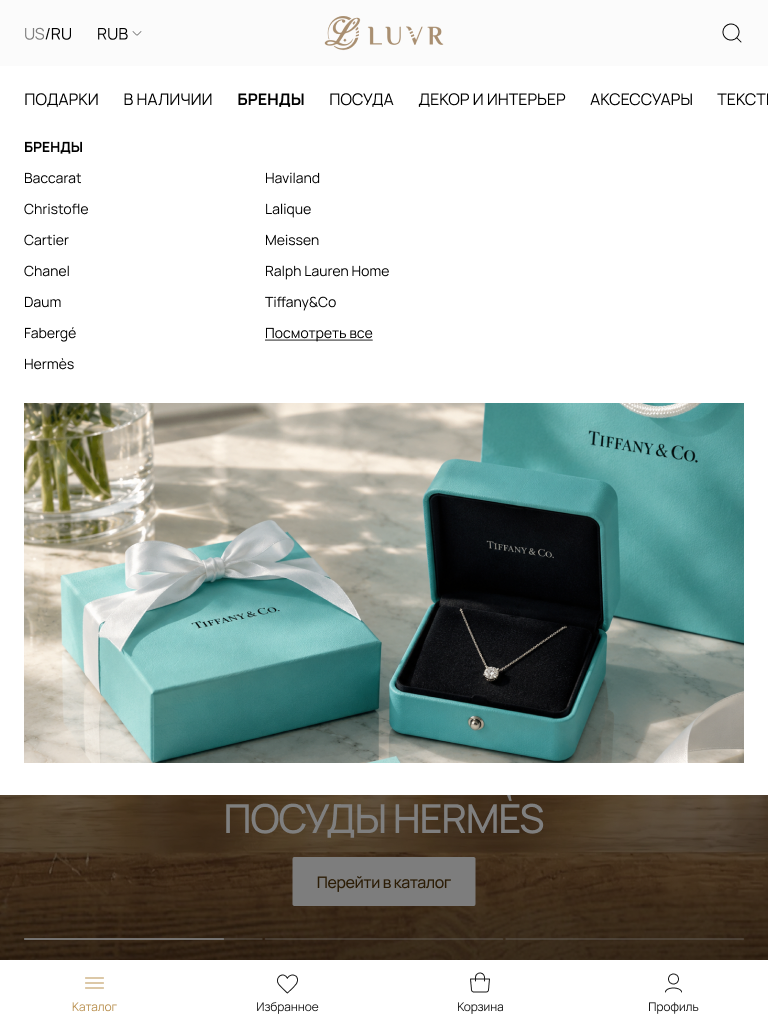 US/RU
RUB
LUVR
ПОДАРКИ
В НАЛИЧИИ
БРЕНДЫ
ПОСУДА
ДЕКОР И ИНТЕРЬЕР
АКСЕССУАРЫ
БРЕНДЫ
Baccarat
Christofle
Cartier
Chanel
Daum
Fabergé
Hermès
Haviland
Lalique
Meissen
Ralph Lauren Home
Tiffany&Co
Посмотреть все
TIFFANY & CO.
TIFFANY & CO.
TIFFANY & CO.
ПОСУДЫ HERMÈS
Перейти в каталог
Каталог
Избранное
Корзина
Профиль